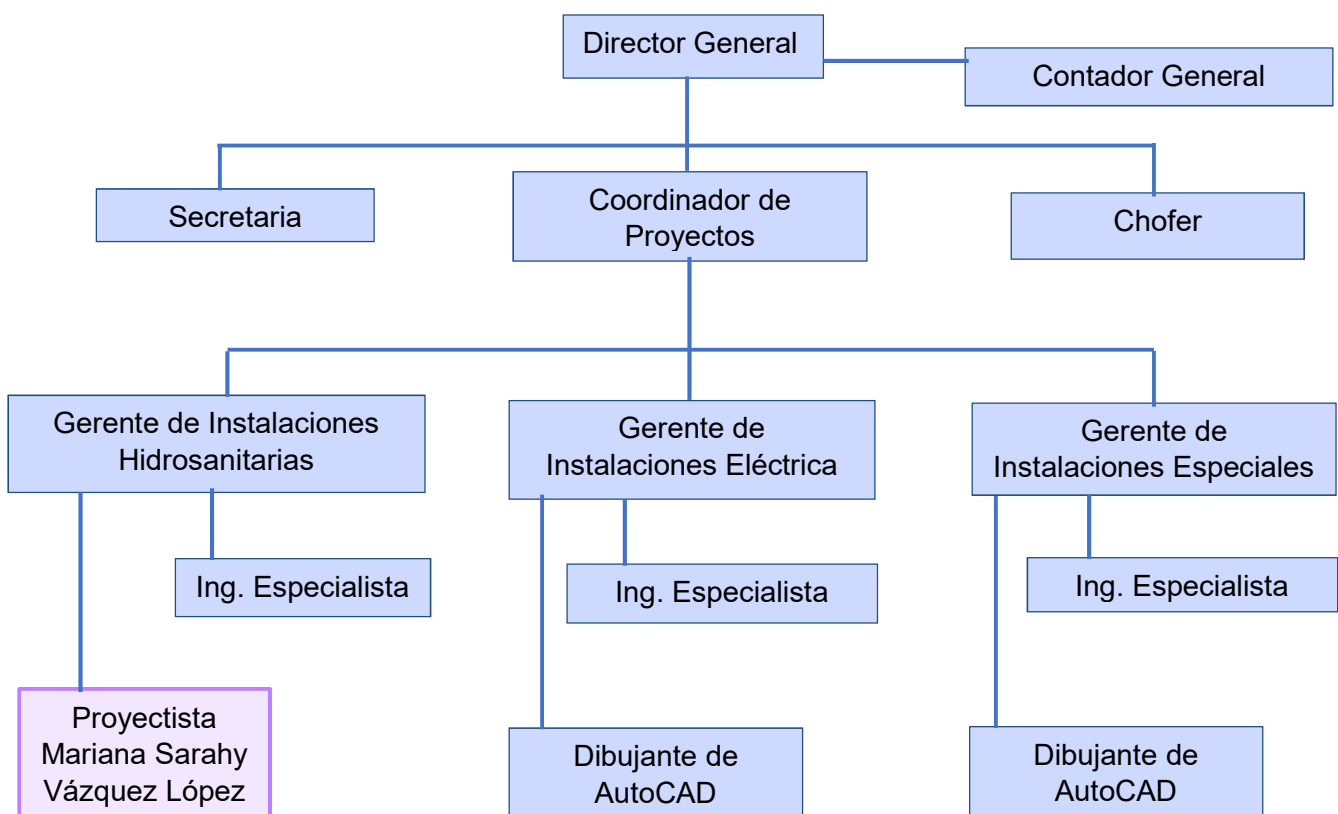 Director General
Contador General
Secretaria
Coordinador de
Proyectos
Chofer
Gerente de Instalaciones
Hidrosanitarias
Gerente de
Instalaciones Eléctrica
Gerente de
Instalaciones Especiales
Ing. Especialista
Ing. Especialista
Ing. Especialista
Proyectista
Mariana Sarahy
Vázquez López
Dibujante de
AutoCAD
Dibujante de
AutoCAD